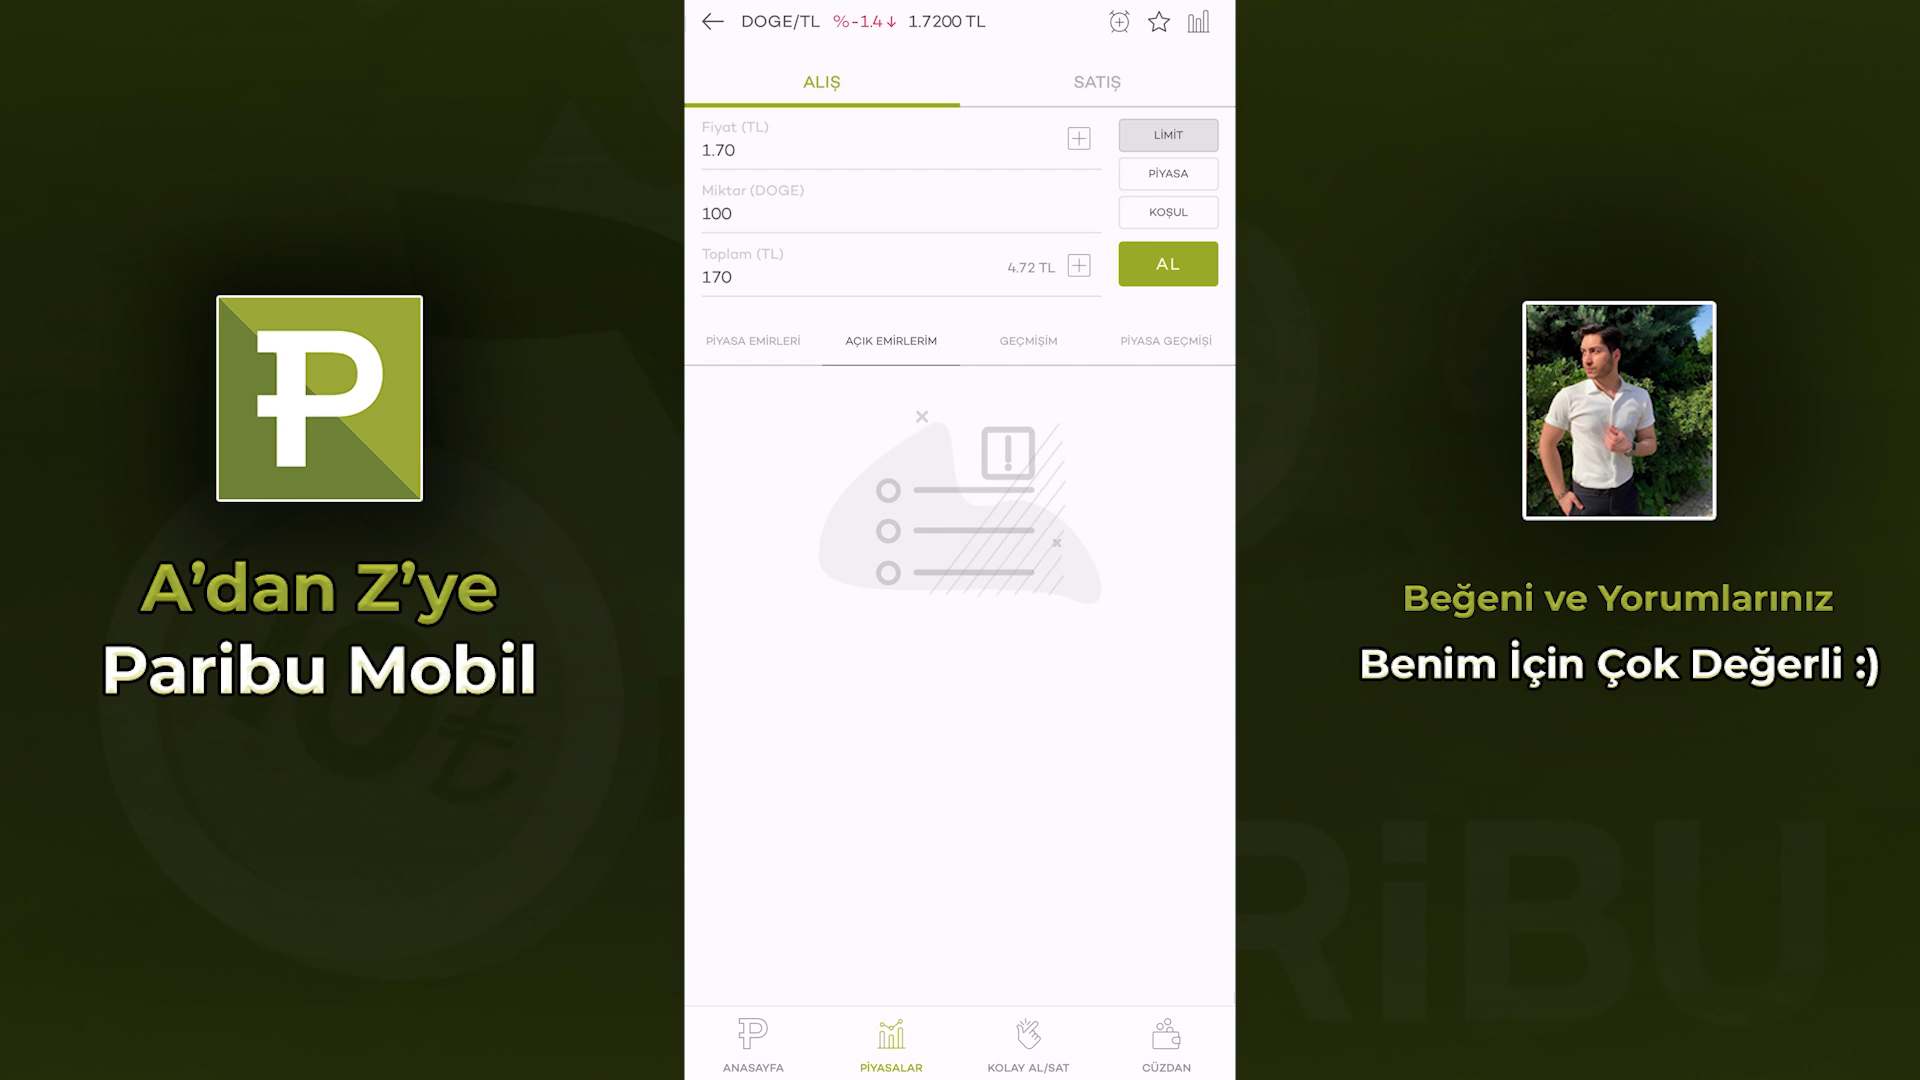 DOGE/TL %-1.4↓ 1.7200 TL
ALIŞ SATIŞ
Fiyat (TL)
1.70
LİMİT
PİYASA
Miktar (DOGE)
100
KOŞUL
Toplam (TL)
170
4.72 TL
AL
PİYASA EMİRLERİ AÇIK EMİRLERİM GEÇMİŞİM PİYASA GEÇMİŞİ
A’dan Z’ye
Paribu Mobil
Beğeni ve Yorumlarınız
Benim İçin Çok Değerli :)
10₺
RiBU
ANASAYFA PİYASALAR KOLAY AL/SAT CÜZDAN